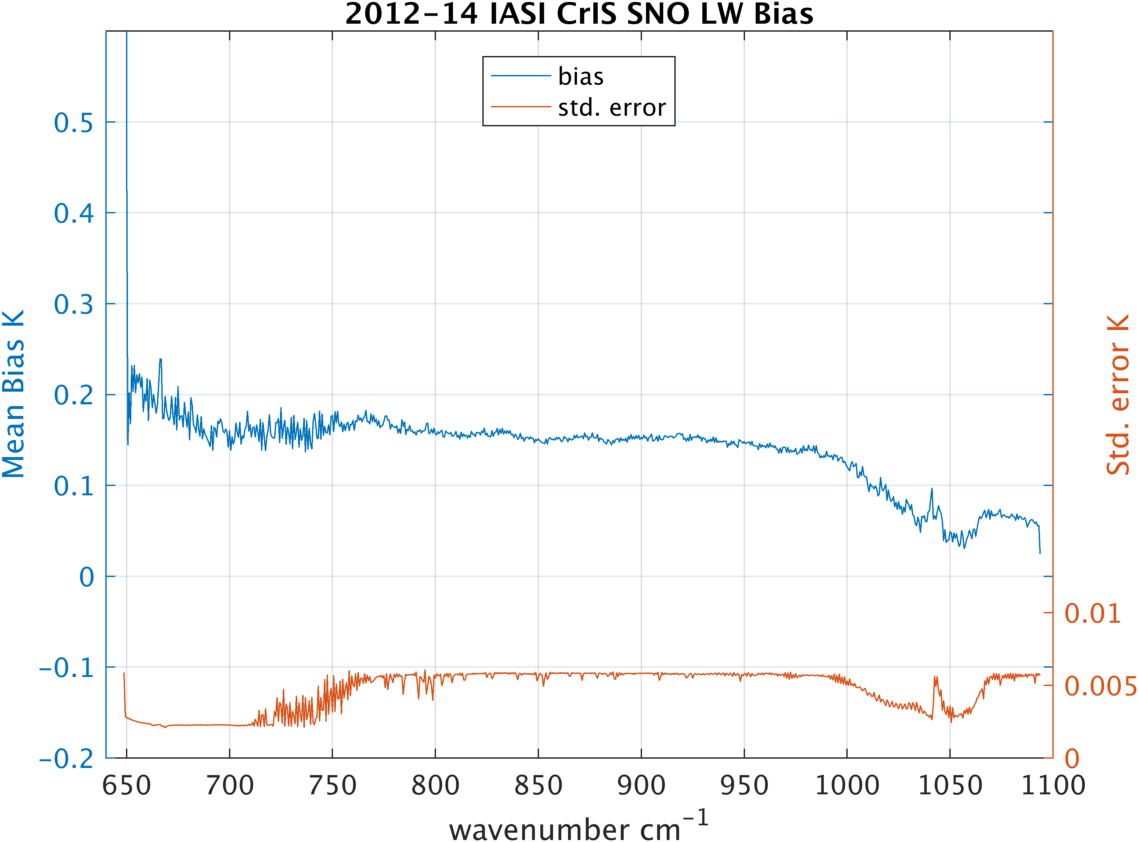 2012-14 IASI CrIS SNO LW Bias
bias
std. error
Mean Bias K
0.5
0.4
0.3
0.2
0.1
0
-0.1
-0.2
Std. error K
0.01
0.005
0
650 700 750 800 850 900 950 1000 1050 1100
wavenumber cm⁻¹